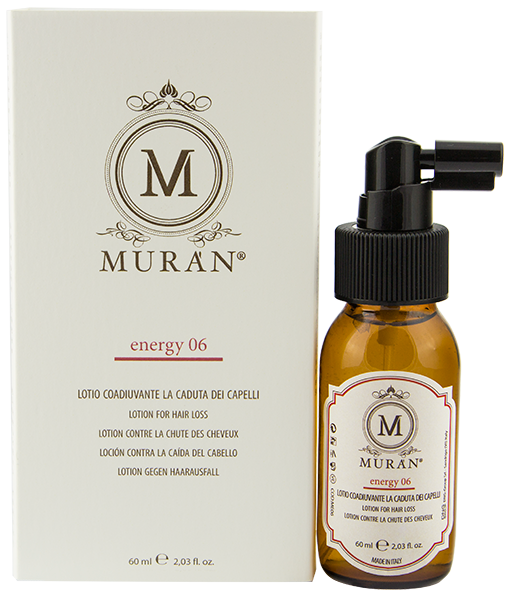 M
MURÁN®
energy 06
LOTIO COADIUVANTE LA CADUTA DEI CAPELLI
LOTION FOR HAIR LOSS
LOTION CONTRE LA CHUTE DES CHEVEUX
LOCIÓN CONTRA LA CAÍDA DEL CABELLO
LOTION GEGEN HAARAUSFALL
60 ml e 2,03 fl. oz.
M
MURÁN®
energy 06
LOTIO COADIUVANTE LA CADUTA DEI CAPELLI
LOTION FOR HAIR LOSS
LOTION CONTRE LA CHUTE DES CHEVEUX
60 ml e 2,03 fl. oz.
MADE IN ITALY